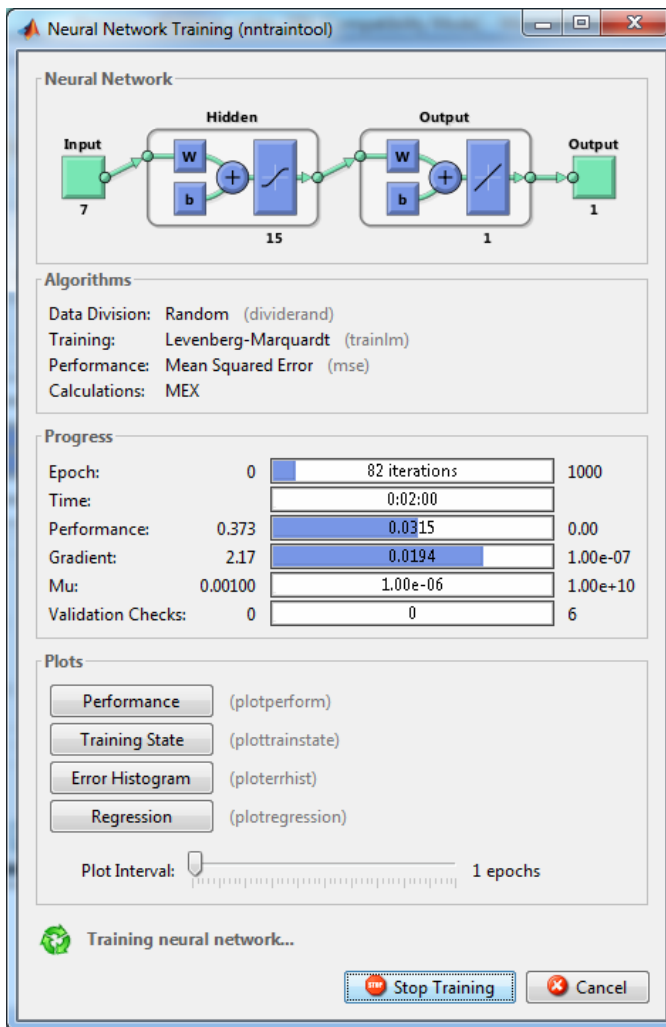 Neural Network Training (nntraintool)
Neural Network
Hidden Output
Input W b + W b + Output
7 15 1 1
Algorithms
Data Division: Random (dividerand)
Training: Levenberg-Marquardt (trainlm)
Performance: Mean Squared Error (mse)
Calculations: MEX
Progress
Epoch: 0 82 iterations 1000
Time: 0:02:00
Performance: 0.373 0.0315 0.00
Gradient: 2.17 0.0194 1.00e-07
Mu: 0.00100 1.00e-06 1.00e+10
Validation Checks: 0 0 6
Plots
Performance (plotperform)
Training State (plottrainstate)
Error Histogram (ploterrhist)
Regression (plotregression)
Plot Interval: 1 epochs
Training neural network...
STOP Stop Training Cancel